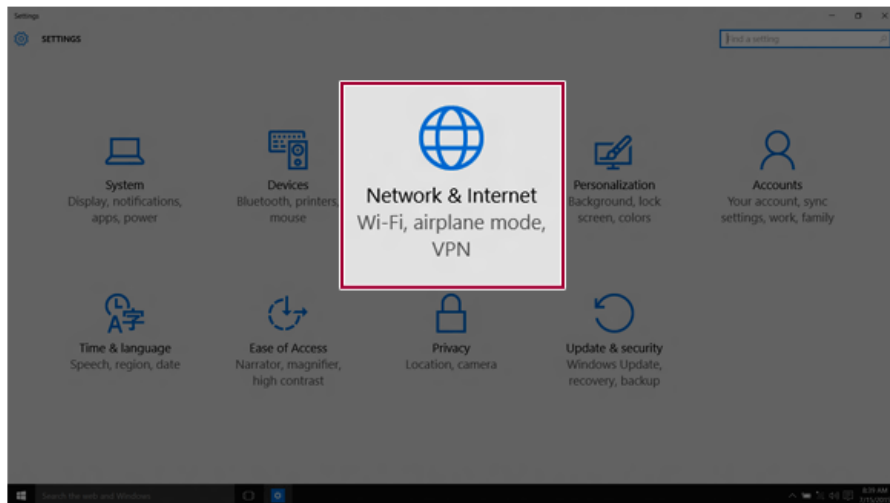 Settings
SETTINGS
Find a setting
System
Display, notifications,
apps, power
Devices
Bluetooth, printers,
mouse
Network & Internet
Wi-Fi, airplane mode,
VPN
Personalization
Background, lock
screen, colors
Accounts
Your account, sync
settings, work, family
Time & language
Speech, region, date
Ease of Access
Narrator, magnifier,
high contrast
Privacy
Location, camera
Update & security
Windows Update,
recovery, backup
Search the web and Windows
8:39 AM